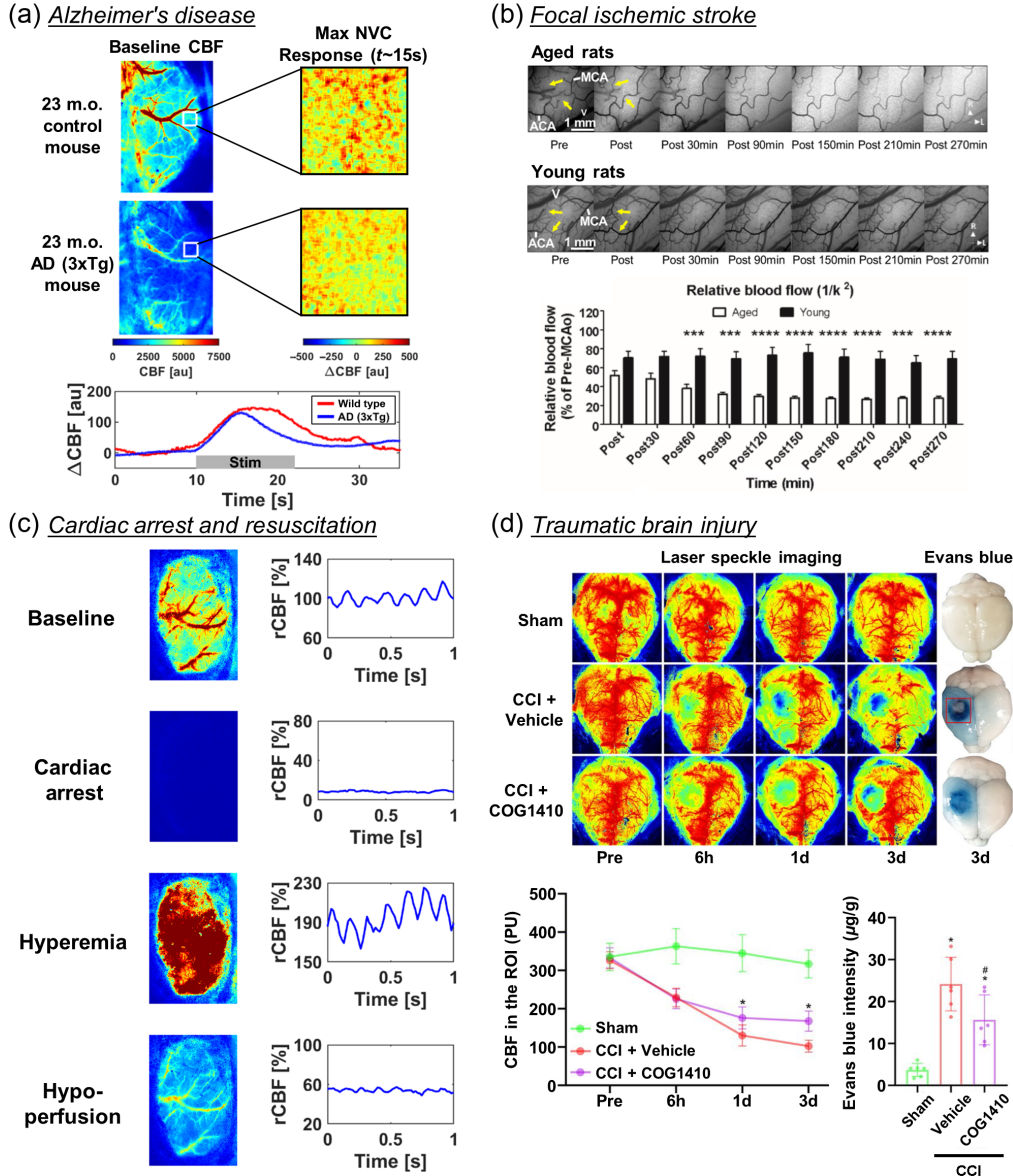 (a) Alzheimer's disease
Baseline CBF
Max NVC
Response (t~15s)
23 m.o.
control
mouse
23 m.o.
AD (3xTg)
mouse
0 2500 5000 7500
CBF [au]
−500 0 500
ΔCBF [au]
200
100
0
ΔCBF [au]
Wild type
AD (3xTg)
Stim
0 10 20 30
Time [s]
(b) Focal ischemic stroke
Aged rats
MCA
V
ACA
1 mm
R
L
Pre Post Post 30min Post 90min Post 150min Post 210min Post 270min
Young rats
V
MCA
ACA
1 mm
R
L
Pre Post Post 30min Post 90min Post 150min Post 210min Post 270min
Relative blood flow (1/k 2)
Aged Young
Relative blood flow
(% of Pre-MCAo)
120
100
80
60
40
20
0
*** *** **** **** **** **** *** ****
Post Post30 Post60 Post90 Post120 Post150 Post180 Post210 Post240 Post270
Time (min)
(c) Cardiac arrest and resuscitation
Baseline
rCBF [%]
140
100
60
0 0.5 1
Time [s]
Cardiac
arrest
rCBF [%]
80
40
0
0 0.5 1
Time [s]
Hyperemia
rCBF [%]
230
190
150
0 0.5 1
Time [s]
Hypo-
perfusion
rCBF [%]
100
60
20
0 0.5 1
Time [s]
(d) Traumatic brain injury
Laser speckle imaging Evans blue
Sham
CCI +
Vehicle
CCI +
COG1410
Pre 6h 1d 3d 3d
CBF in the ROI (PU)
500
400
300
200
100
0
* *
Sham
CCI + Vehicle
CCI + COG1410
Pre 6h 1d 3d
Evans blue intensity (μg/g)
40
30
20
10
0
*
#
*
Sham Vehicle COG1410
CCI